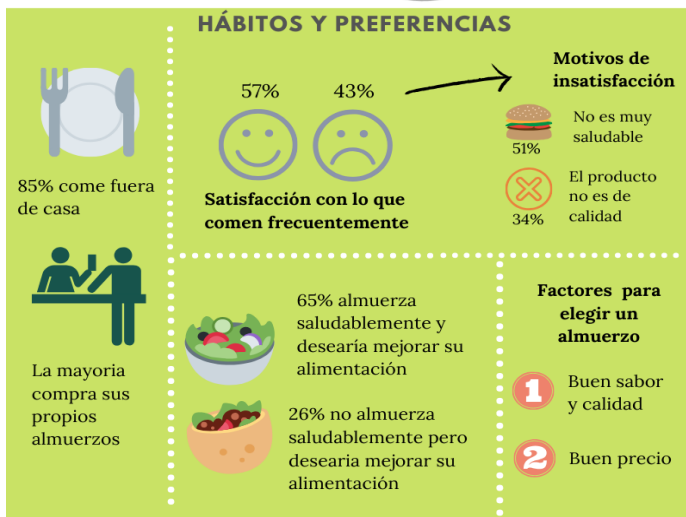 HÁBITOS Y PREFERENCIAS
85% come fuera
de casa
La mayoria
compra sus
propios
almuerzos
57%
43%
Satisfacción con lo que
comen frecuentemente
Motivos de
insatisfacción
No es muy
saludable
51%
El producto
no es de
calidad
34%
65% almuerza
saludablemente y
desearía mejorar su
alimentación
26% no almuerza
saludablemente pero
desearia mejorar su
alimentación
Factores para
elegir un
almuerzo
1
Buen sabor
y calidad
2
Buen precio